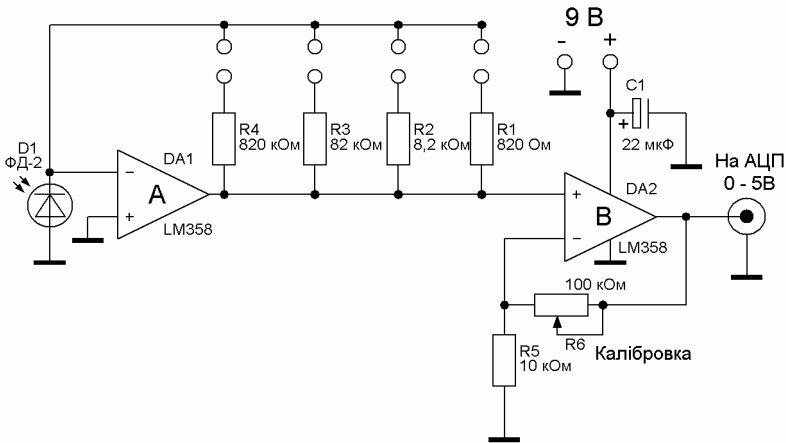 9 В
- +
C1
+
22 мкФ
R4
820 кОм
R3
82 кОм
R2
8,2 кОм
R1
820 Ом
D1
ФД-2
DA1
−
A
+
LM358
DA2
+
B
−
LM358
На АЦП
0 - 5В
100 кОм
R6
Калібровка
R5
10 кОм